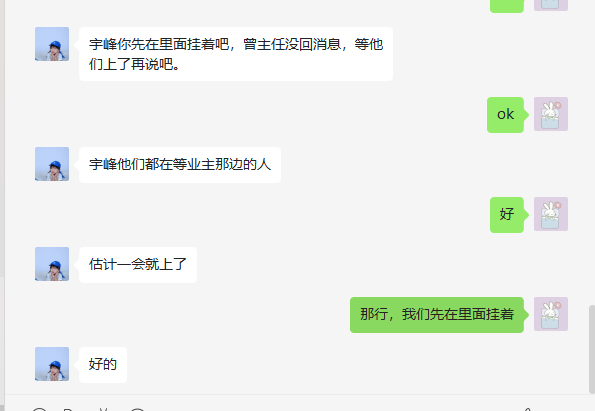 宇峰你先在里面挂着吧，曾主任没回消息，等他
们上了再说吧。
ok
宇峰他们都在等业主那边的人
好
估计一会就上了
那行，我们先在里面挂着
好的